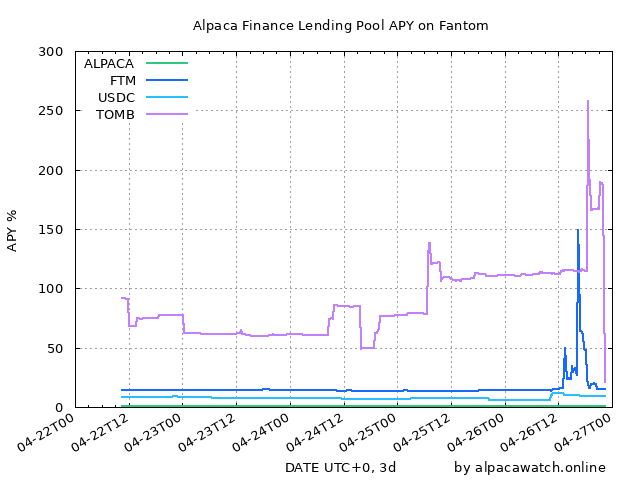 Alpaca Finance Lending Pool APY on Fantom
300
250
200
150
100
50
0
APY %
ALPACA
FTM
USDC
TOMB
04-22T00
04-22T12
04-23T00
04-23T12
04-24T00
04-24T12
04-25T00
04-25T12
04-26T00
04-26T12
04-27T00
DATE UTC+0, 3d by alpacawatch.online